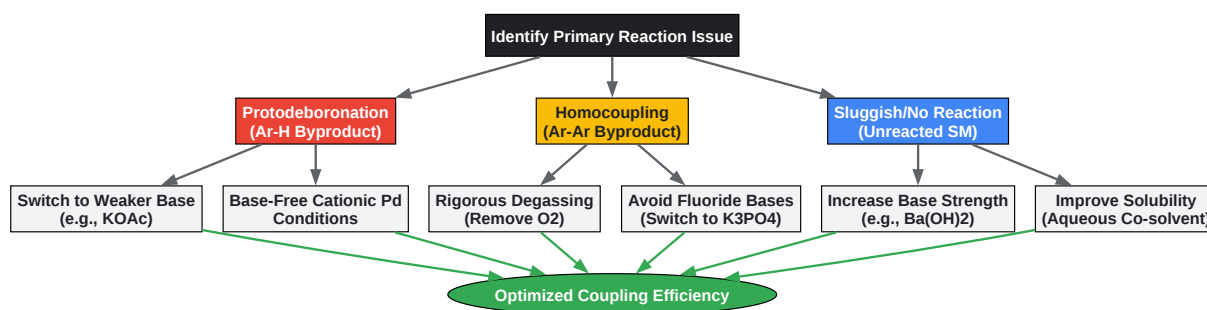 Identify Primary Reaction Issue
Protodeboronation
(Ar-H Byproduct)
Homocoupling
(Ar-Ar Byproduct)
Sluggish/No Reaction
(Unreacted SM)
Switch to Weaker Base
(e.g., KOAc)
Base-Free Cationic Pd
Conditions
Rigorous Degassing
(Remove O2)
Avoid Fluoride Bases
(Switch to K3PO4)
Increase Base Strength
(e.g., Ba(OH)2)
Improve Solubility
(Aqueous Co-solvent)
Optimized Coupling Efficiency